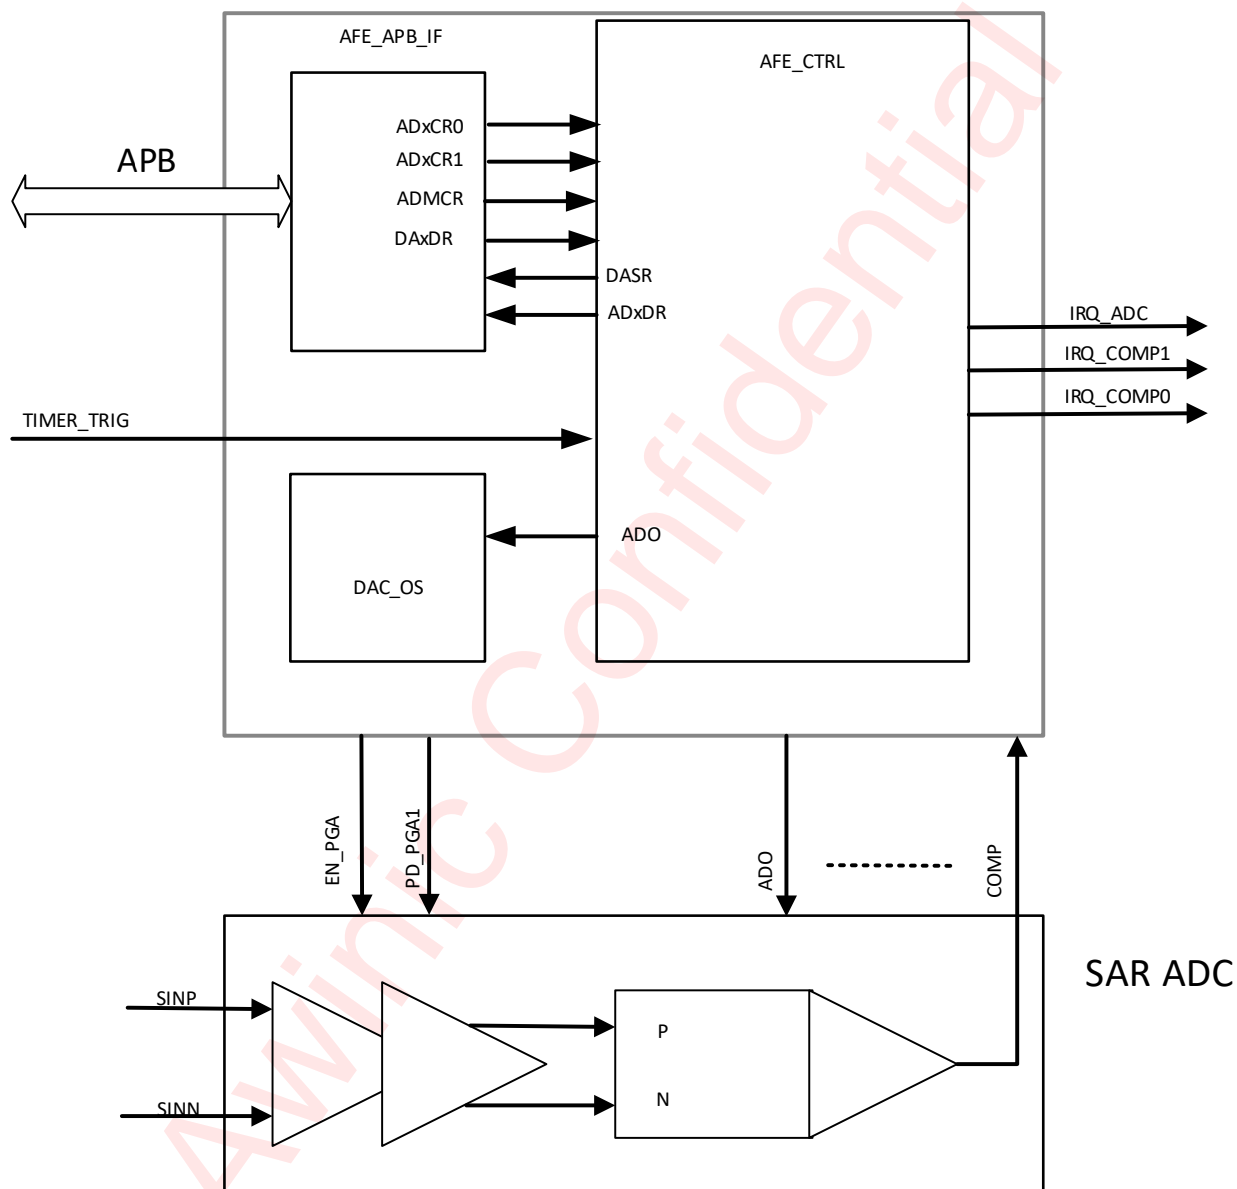 AFE_APB_IF
AFE_CTRL
ADxCR0
ADxCR1
APB
ADMCR
DAxDR
DASR
ADxDR
IRQ_ADC
IRQ_COMP1
IRQ_COMP0
TIMER_TRIG
ADO
DAC_OS
EN_PGA
PD_PGA1
ADO
COMP
SAR ADC
SINP
P
N
SINN
Awinic Confidential